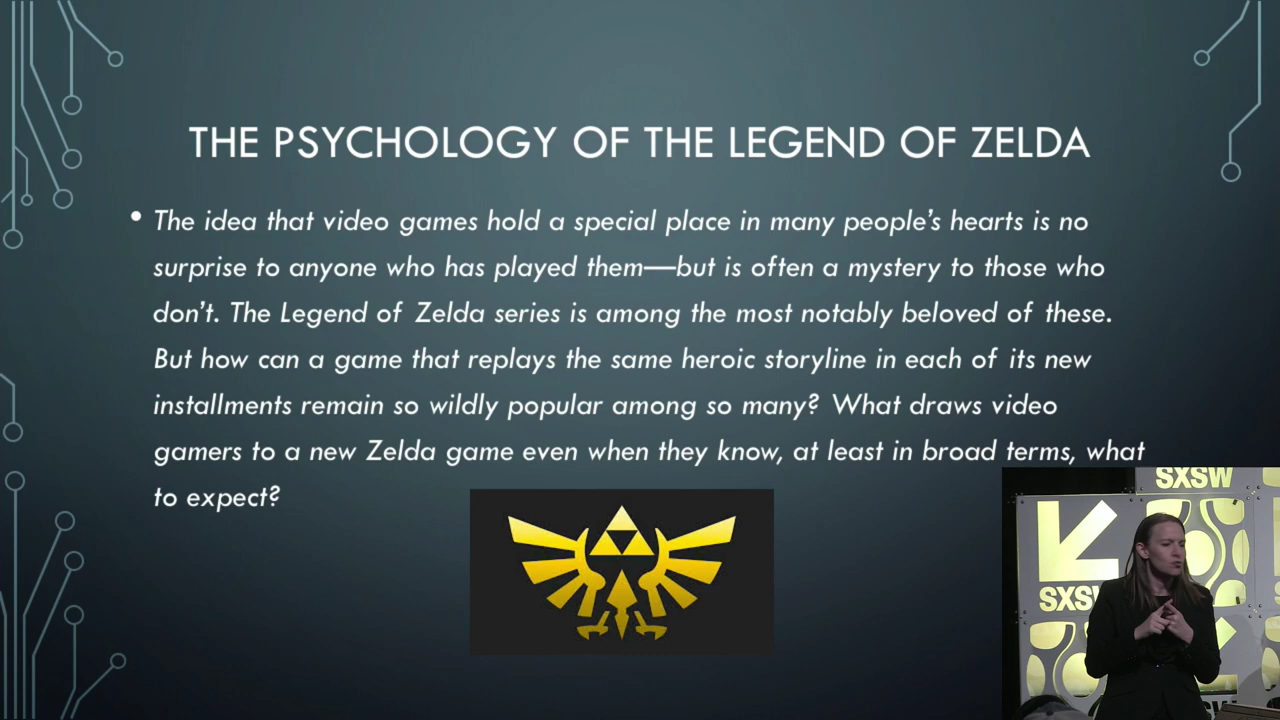 THE PSYCHOLOGY OF THE LEGEND OF ZELDA
• The idea that video games hold a special place in many people's hearts is no
surprise to anyone who has played them—but is often a mystery to those who
don't. The Legend of Zelda series is among the most notably beloved of these.
But how can a game that replays the same heroic storyline in each of its new
installments remain so wildly popular among so many? What draws video
gamers to a new Zelda game even when they know, at least in broad terms, what
to expect?
SXSW
SXSW
SXSW